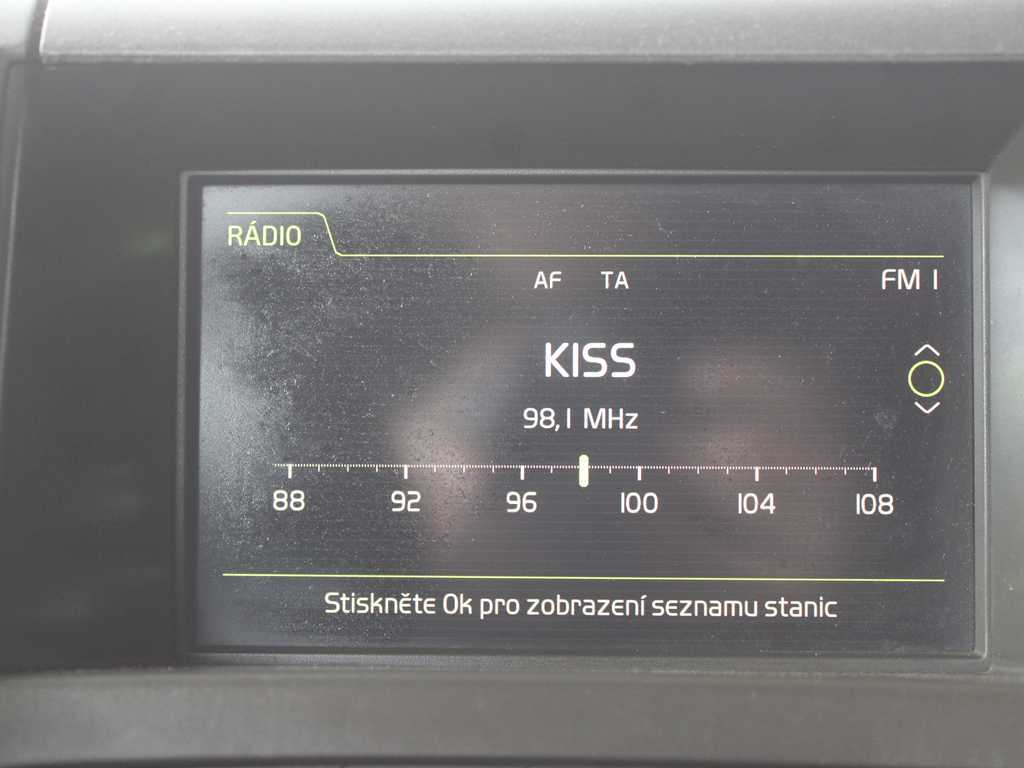 RÁDIO
AF TA FM 1
KISS
98,1 MHz
88 92 96 100 104 108
Stiskněte Ok pro zobrazení seznamu stanic